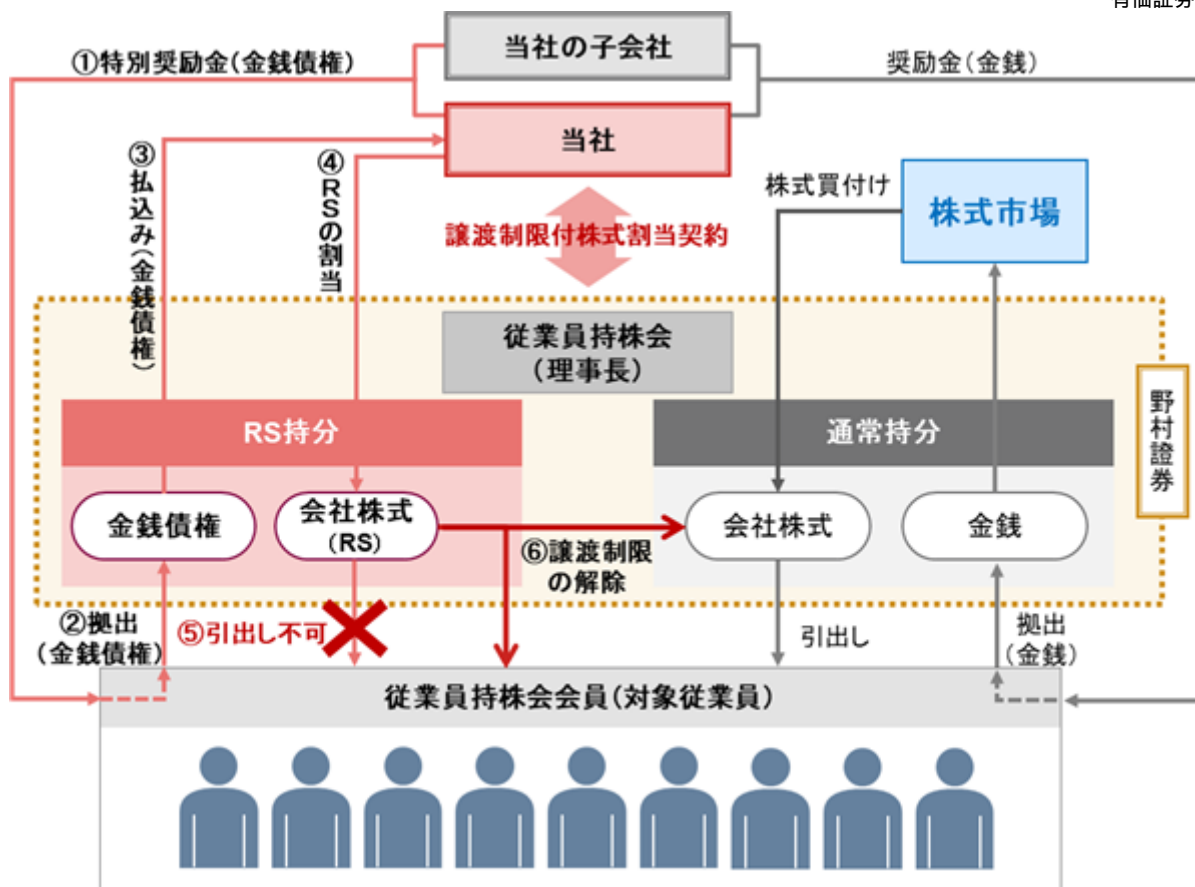 当社の子会社
①特別奨励金(金銭債権)
奨励金(金銭)
当社
③払込み(金銭債権)
④RSの割当
株式買付け
株式市場
譲渡制限付株式割当契約
従業員持株会
(理事長)
野村證券
RS持分
通常持分
金銭債権
会社株式
(RS)
会社株式
金銭
⑥譲渡制限
の解除
②拠出
(金銭債権)
⑤引出し不可
引出し
拠出
(金銭)
従業員持株会会員(対象従業員)